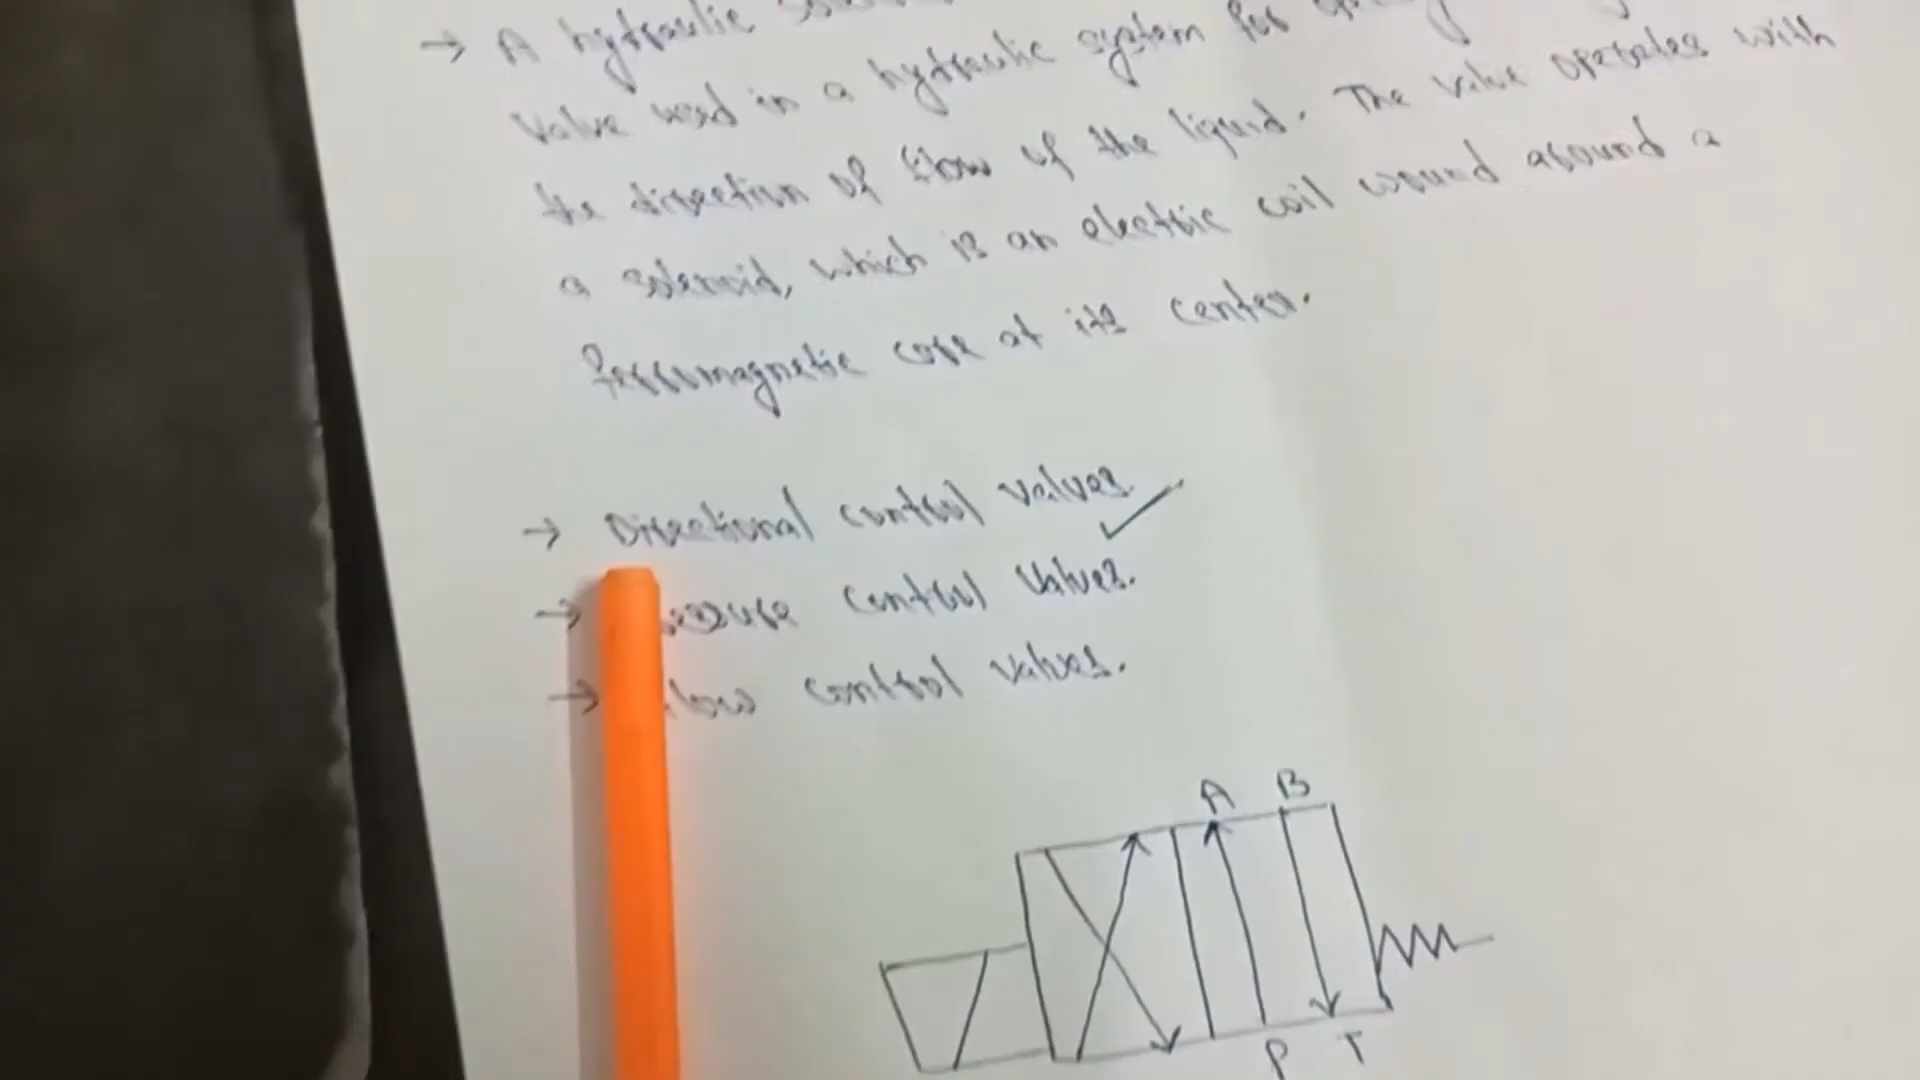 → A hydraulic
valve used in a hydraulic system for
the direction of flow of the liquid. The valve operates with
a solenoid, which is an electric coil wound around a
ferromagnetic core at its center.
→ Directional control valves ✓
→ control valves.
→ control valves.
A B
P T